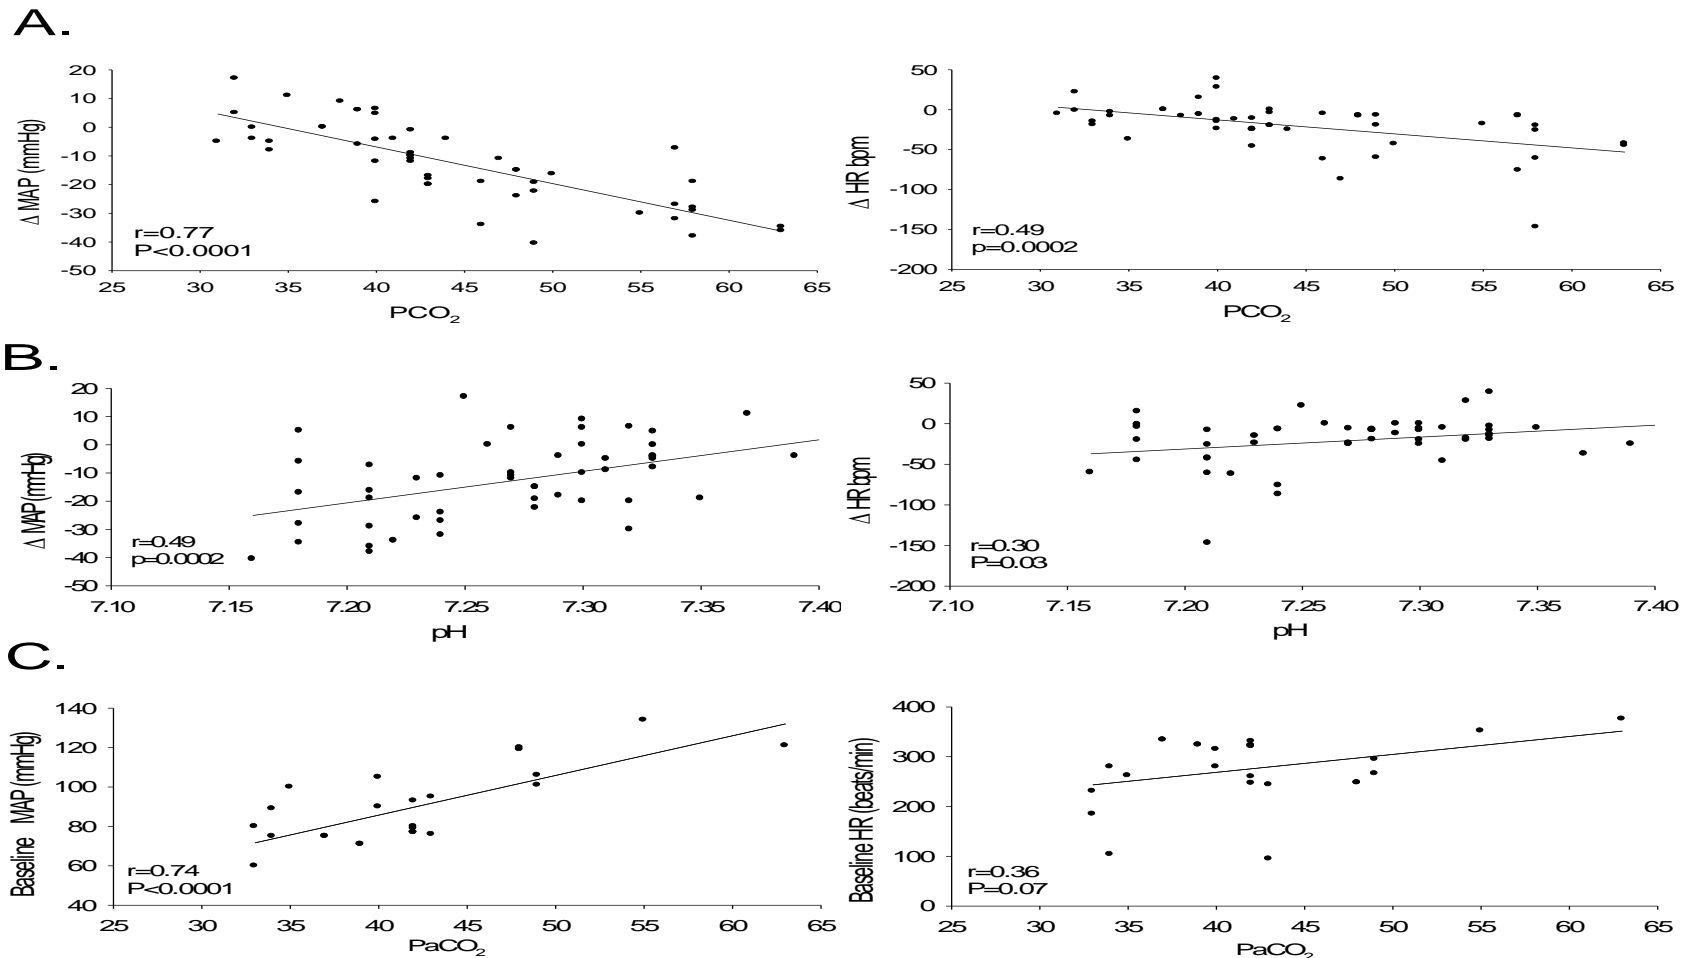 A.
20
10
0
-10
-20
-30
-40
-50
Δ MAP (mmHg)
r=0.77
P<0.0001
25 30 35 40 45 50 55 60 65
PCO₂
50
0
-50
-100
-150
-200
Δ HR bpm
r=0.49
p=0.0002
25 30 35 40 45 50 55 60 65
PCO₂
B.
20
10
0
-10
-20
-30
-40
-50
Δ MAP (mmHg)
r=0.49
p=0.0002
7.10 7.15 7.20 7.25 7.30 7.35 7.40
pH
50
0
-50
-100
-150
-200
Δ HR bpm
r=0.30
P=0.03
7.10 7.15 7.20 7.25 7.30 7.35 7.40
pH
C.
140
120
100
80
60
40
Baseline MAP (mmHg)
r=0.74
P<0.0001
25 30 35 40 45 50 55 60 65
PaCO₂
400
300
200
100
0
Baseline HR (beats/min)
r=0.36
P=0.07
25 30 35 40 45 50 55 60 65
PaCO₂